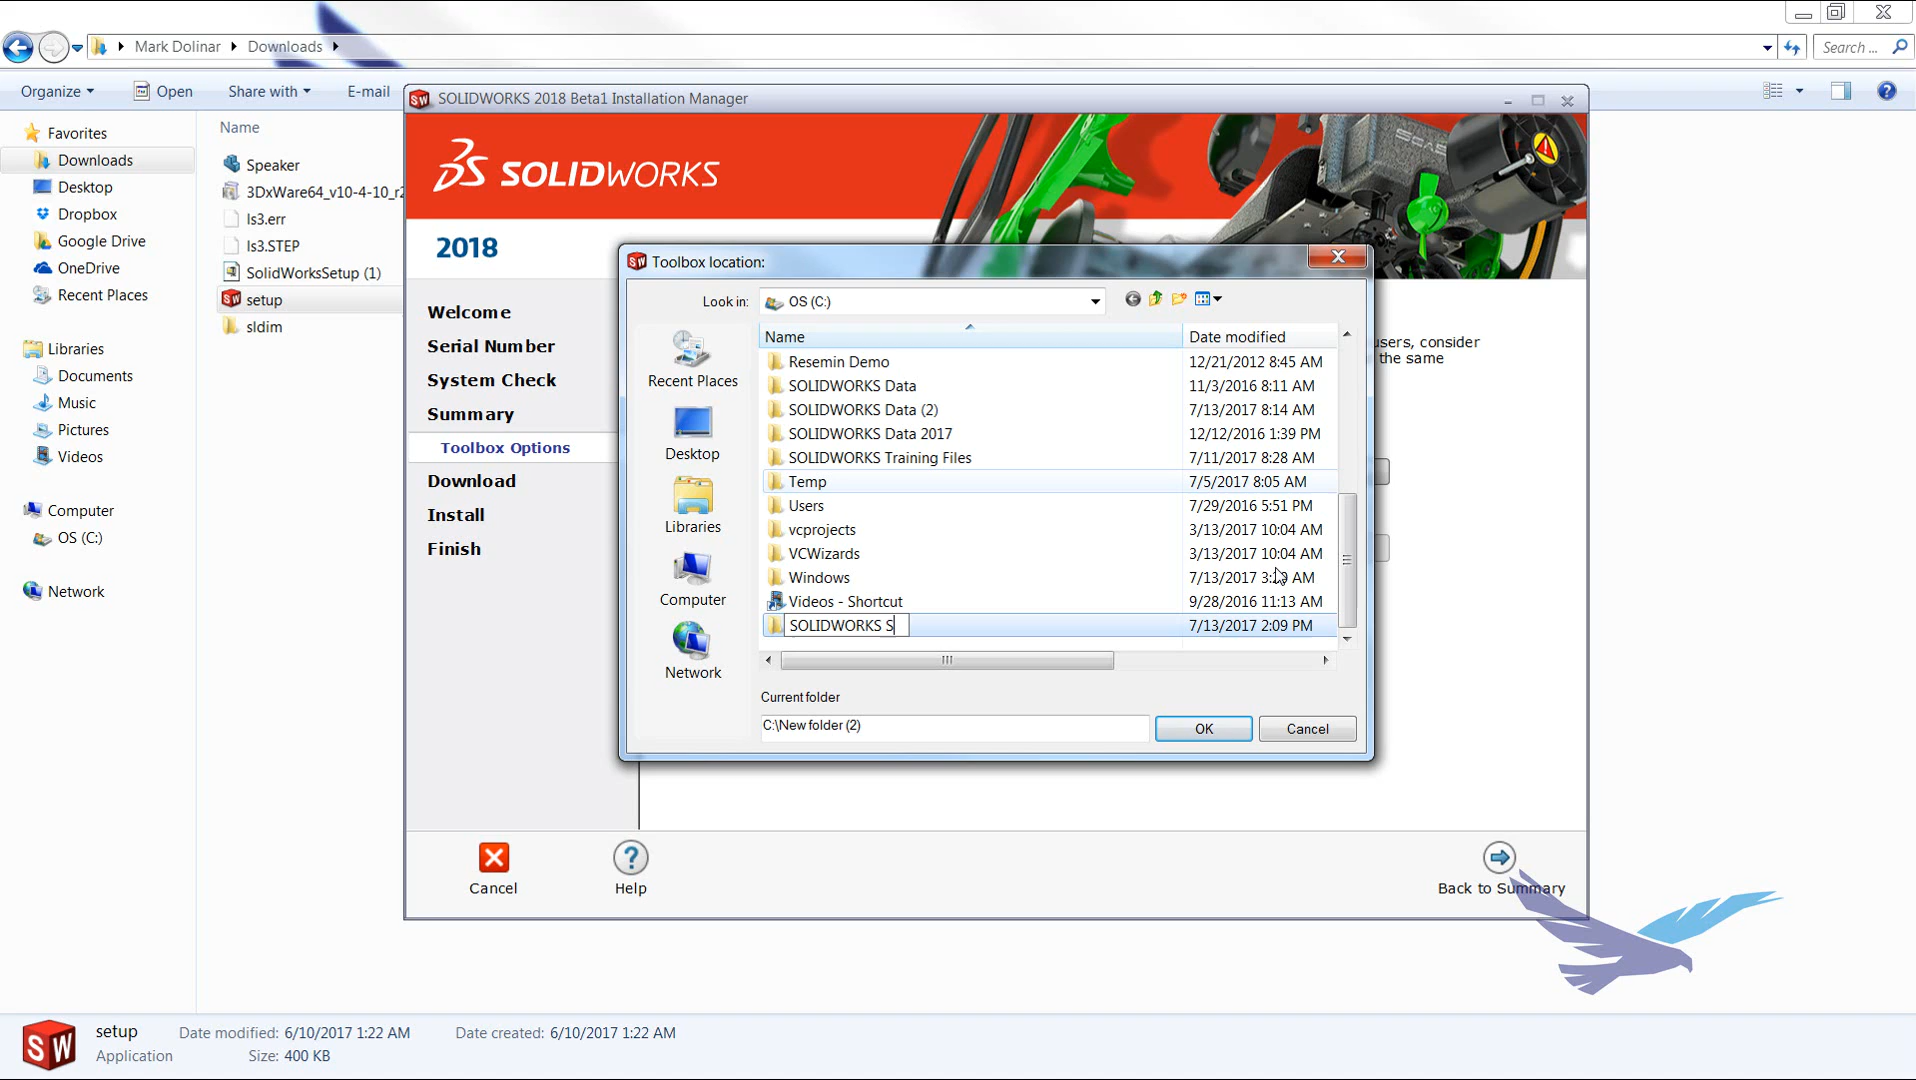 Mark Dolinar
Downloads
Search ...
Organize
Open
Share with
E-mail
SOLIDWORKS 2018 Beta1 Installation Manager
Favorites
Downloads
Desktop
Dropbox
Google Drive
OneDrive
Recent Places
Libraries
Documents
Music
Pictures
Videos
Computer
OS (C:)
Network
Name
Speaker
3DxWare64_v10-4-10_r2
ls3.err
ls3.STEP
SolidWorksSetup (1)
setup
sldim
SOLIDWORKS
2018
Welcome
Serial Number
System Check
Summary
Toolbox Options
Download
Install
Finish
users, consider
the same
Toolbox location:
Look in: OS (C:)
Recent Places
Desktop
Libraries
Computer
Network
Name Date modified
Resemin Demo 12/21/2012 8:45 AM
SOLIDWORKS Data 11/3/2016 8:11 AM
SOLIDWORKS Data (2) 7/13/2017 8:14 AM
SOLIDWORKS Data 2017 12/12/2016 1:39 PM
SOLIDWORKS Training Files 7/11/2017 8:28 AM
Temp 7/5/2017 8:05 AM
Users 7/29/2016 5:51 PM
vcprojects 3/13/2017 10:04 AM
VCWizards 3/13/2017 10:04 AM
Windows 7/13/2017 AM
Videos - Shortcut 9/28/2016 11:13 AM
SOLIDWORKS S 7/13/2017 2:09 PM
Current folder
C:\New folder (2)
OK
Cancel
Cancel
Help
Back to Summary
SW
setup
Application
Date modified: 6/10/2017 1:22 AM
Size: 400 KB
Date created: 6/10/2017 1:22 AM